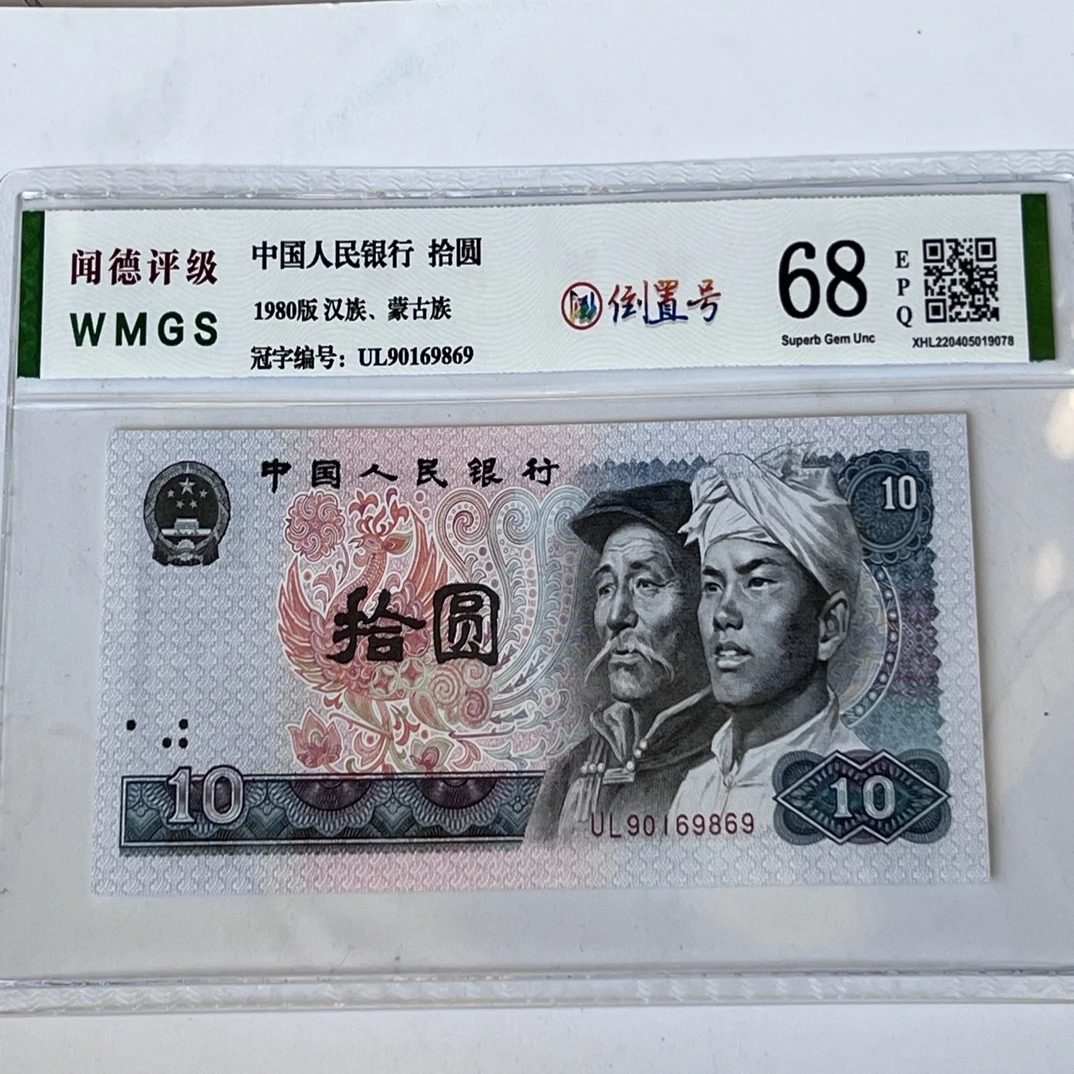 闻德评级
WMGS
中国人民银行 拾圆
1980版 汉族、蒙古族
冠字编号：UL90169869
倒置号
68
EPQ
Superb Gem Unc
XHL220405019078
中国人民银行
10
拾圆
10
10
UL90169869